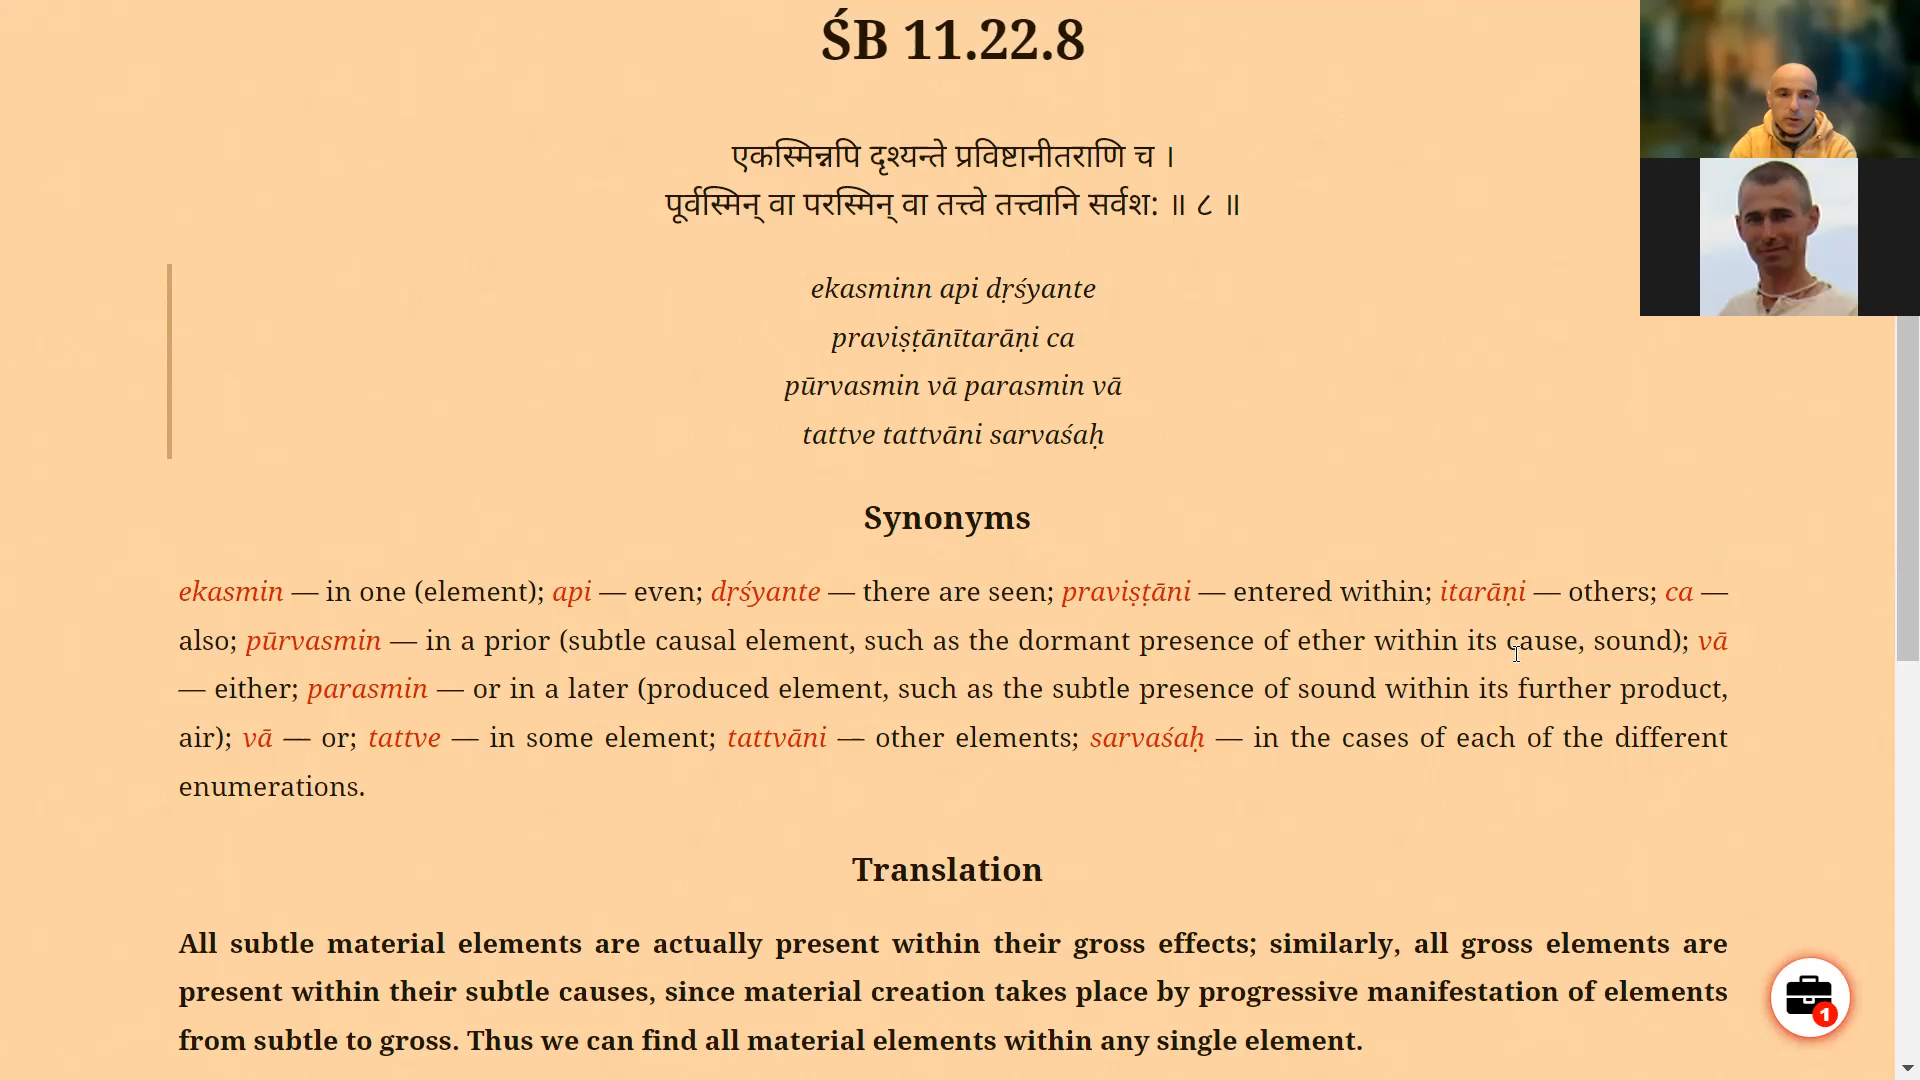 ŚB 11.22.8
एकस्मिन्नपि द‍ृश्यन्ते प्रविष्टानीतराणि च ।
पूर्वस्मिन् वा परस्मिन् वा तत्त्वे तत्त्वानि सर्वश: ॥ ८ ॥
ekasminn api dṛśyante
praviṣṭānītarāṇi ca
pūrvasmin vā parasmin vā
tattve tattvāni sarvaśaḥ
Synonyms
ekasmin — in one (element); api — even; dṛśyante — there are seen; praviṣṭāni — entered within; itarāṇi — others; ca —
also; pūrvasmin — in a prior (subtle causal element, such as the dormant presence of ether within its cause, sound); vā
— either; parasmin — or in a later (produced element, such as the subtle presence of sound within its further product,
air); vā — or; tattve — in some element; tattvāni — other elements; sarvaśaḥ — in the cases of each of the different
enumerations.
Translation
All subtle material elements are actually present within their gross effects; similarly, all gross elements are
present within their subtle causes, since material creation takes place by progressive manifestation of elements
from subtle to gross. Thus we can find all material elements within any single element.
1